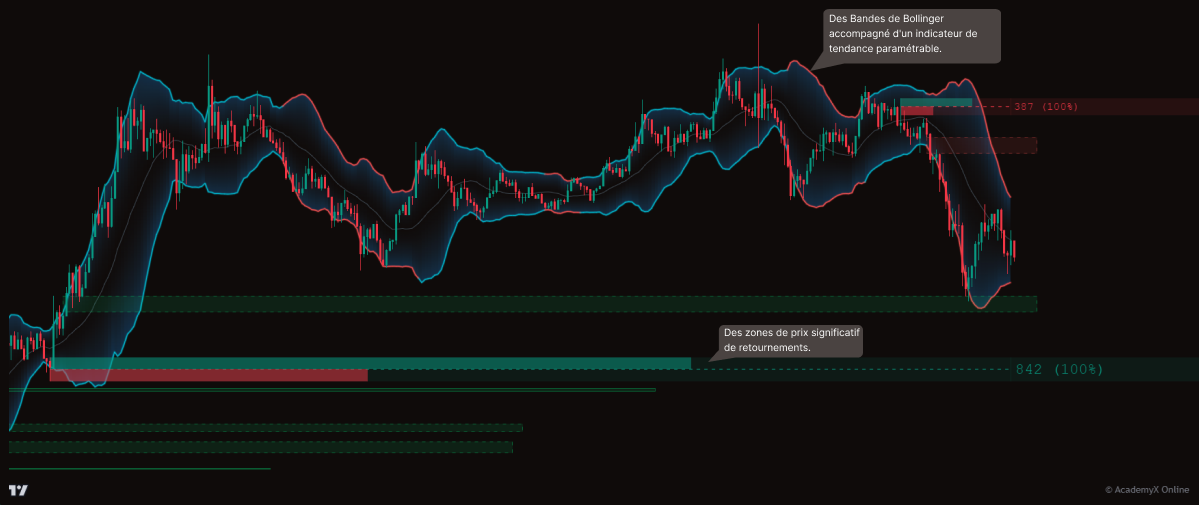 Des Bandes de Bollinger
accompagné d'un indicateur de
tendance paramétrable.
387 (100%)
Des zones de prix significatif
de retournements.
842 (100%)
© AcademyX Online